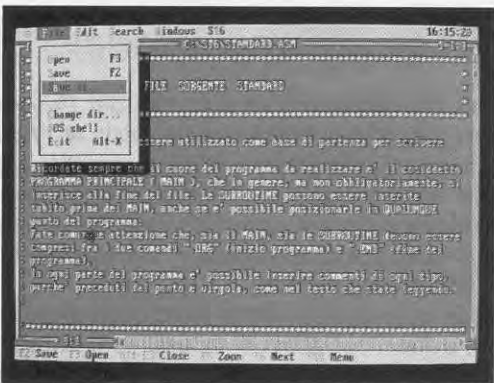 File Edit Search Windows ST6 16:15:23
C:\ST6\STANDARD.ASM
Open F3
Save F2
Save as
Change dir...
DOS shell
Exit Alt-X
FILE SORGENTE STANDARD
essere utilizzato come base di partenza per scrivere
Ricordate sempre che il cuore del programma da realizzare e' il cosiddetto
PROGRAMMA PRINCIPALE ( MAIN ), che in genere, ma non obbligatoriamente, si
inserisce alla fine del file. Le SUBROUTINE possono essere inserite
subito prima del MAIN, anche se e' possibile posizionarle in QUALUNQUE
punto del programma.
Fate comunque attenzione che, sia il MAIN, sia le SUBROUTINE devono essere
compresi fra i due comandi ".ORG" (inizio programma) e ".END" (fine del
programma).
In ogni parte del programma e' possibile inserire commenti di ogni tipo,
purche' preceduti dal punto e virgola, come nel testo che state leggendo.
F2 Save F3 Open Close Zoom Next Menu